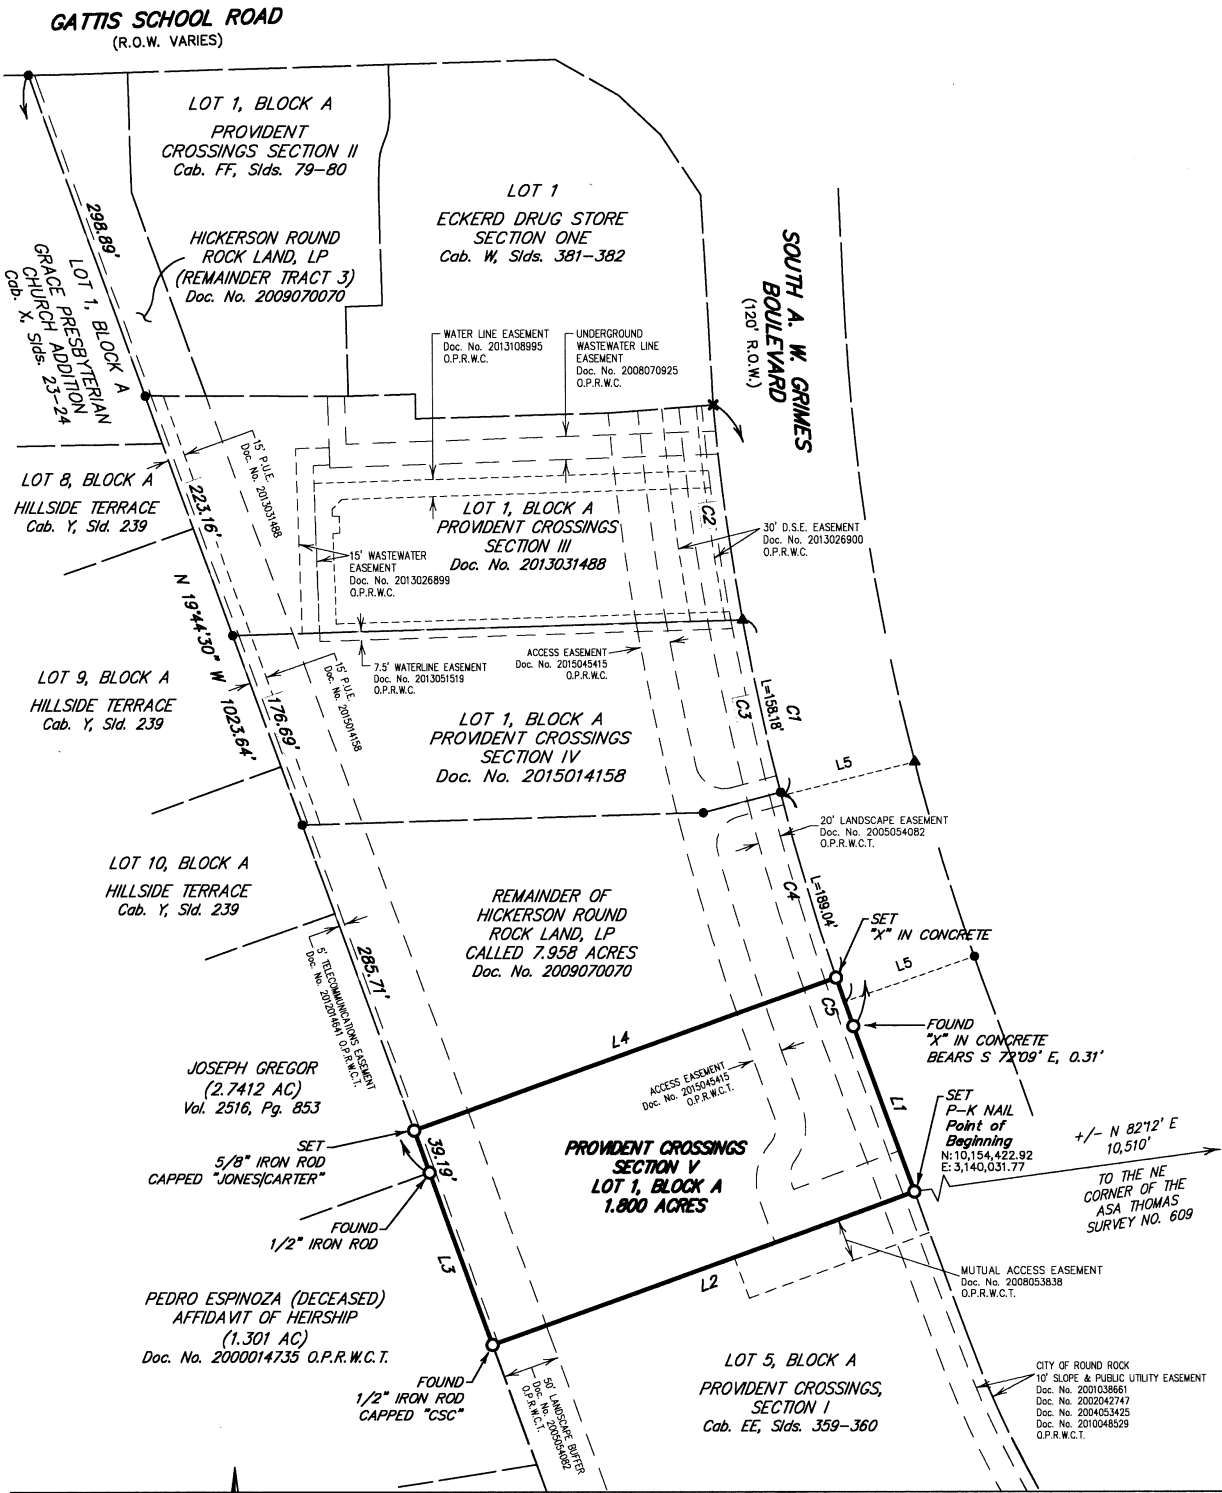 GATTIS SCHOOL ROAD
(R.O.W. VARIES)
LOT 1, BLOCK A
PROVIDENT
CROSSINGS SECTION II
Cab. FF, Slds. 79-80
LOT 1
ECKERD DRUG STORE
SECTION ONE
Cab. W, Slds. 381-382
HICKERSON ROUND
ROCK LAND, LP
(REMAINDER TRACT 3)
Doc. No. 2009070070
298.89'
LOT 1, BLOCK A
GRACE PRESBYTERIAN
CHURCH ADDITION
Cab. X, Slds. 23-24
SOUTH A. W. GRIMES
BOULEVARD
(120' R.O.W.)
WATER LINE EASEMENT
Doc. No. 2013108995
O.P.R.W.C.
UNDERGROUND
WASTEWATER LINE
EASEMENT
Doc. No. 2008070925
O.P.R.W.C.
15' P.U.E.
Doc. No. 2013031488
LOT 8, BLOCK A
HILLSIDE TERRACE
Cab. Y, Sld. 239
223.16'
LOT 1, BLOCK A
PROVIDENT CROSSINGS
SECTION III
Doc. No. 2013031488
C2
30' D.S.E. EASEMENT
Doc. No. 2013026900
O.P.R.W.C.
15' WASTEWATER
EASEMENT
Doc. No. 2013026899
O.P.R.W.C.
N 19°44'30" W 1023.64'
7.5' WATERLINE EASEMENT
Doc. No. 2013051519
O.P.R.W.C.
ACCESS EASEMENT
Doc. No. 2015045415
O.P.R.W.C.
15' P.U.E.
Doc. No. 2015014158
LOT 9, BLOCK A
HILLSIDE TERRACE
Cab. Y, Sld. 239
176.69'
LOT 1, BLOCK A
PROVIDENT CROSSINGS
SECTION IV
Doc. No. 2015014158
C3
L=158.18'
C1
L5
20' LANDSCAPE EASEMENT
Doc. No. 2005054082
O.P.R.W.C.T.
LOT 10, BLOCK A
HILLSIDE TERRACE
Cab. Y, Sld. 239
REMAINDER OF
HICKERSON ROUND
ROCK LAND, LP
CALLED 7.958 ACRES
Doc. No. 2009070070
C4
L=189.04'
SET
"X" IN CONCRETE
L5
285.71'
5' TELECOMMUNICATIONS EASEMENT
Doc. No. 2012014641 O.P.R.W.C.T.
C5
FOUND
"X" IN CONCRETE
BEARS S 72°09' E, 0.31'
L4
JOSEPH GREGOR
(2.7412 AC)
Vol. 2516, Pg. 853
ACCESS EASEMENT
Doc. No. 2015045415
O.P.R.W.C.T.
L1
SET
P-K NAIL
Point of
Beginning
N:10,154,422.92
E:3,140,031.77
+/- N 82°12' E
10,510'
TO THE NE
CORNER OF THE
ASA THOMAS
SURVEY NO. 609
SET
5/8" IRON ROD
CAPPED "JONES|CARTER"
39.19'
PROVIDENT CROSSINGS
SECTION V
LOT 1, BLOCK A
1.800 ACRES
FOUND
1/2" IRON ROD
L3
L2
MUTUAL ACCESS EASEMENT
Doc. No. 2008053838
O.P.R.W.C.T.
PEDRO ESPINOZA (DECEASED)
AFFIDAVIT OF HEIRSHIP
(1.301 AC)
Doc. No. 2000014735 O.P.R.W.C.T.
FOUND
1/2" IRON ROD
CAPPED "CSC"
50' LANDSCAPE BUFFER
Doc. No. 2005054082
O.P.R.W.C.T.
LOT 5, BLOCK A
PROVIDENT CROSSINGS,
SECTION I
Cab. EE, Slds. 359-360
CITY OF ROUND ROCK
10' SLOPE & PUBLIC UTILITY EASEMENT
Doc. No. 2001038661
Doc. No. 2002042747
Doc. No. 2004053425
Doc. No. 2010048529
O.P.R.W.C.T.